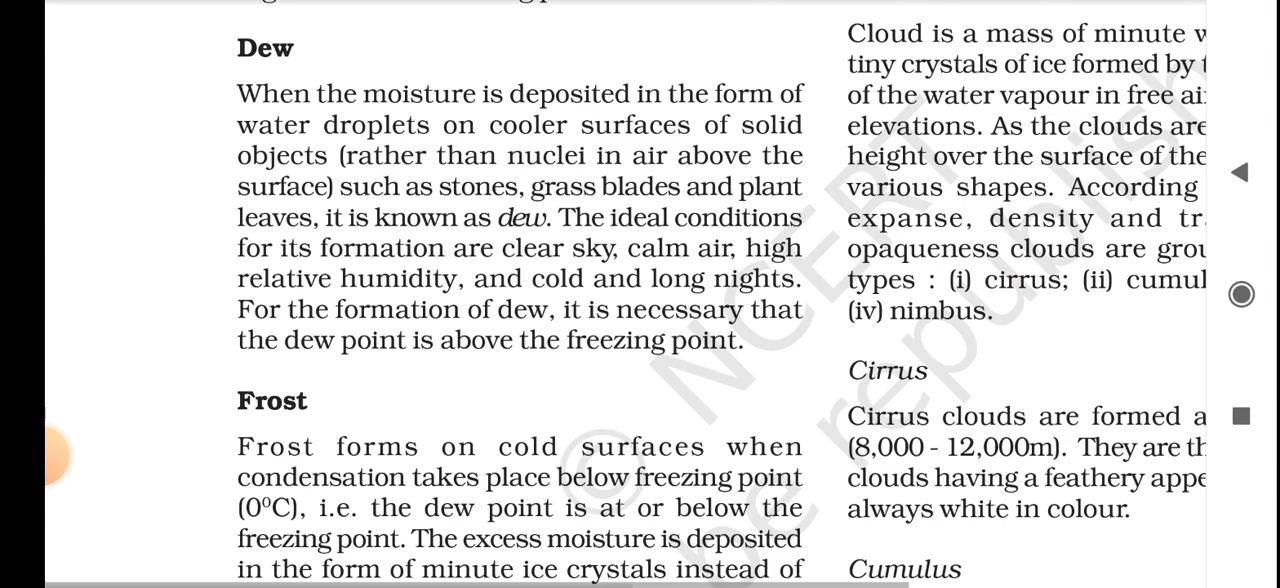 Dew
When the moisture is deposited in the form of
water droplets on cooler surfaces of solid
objects (rather than nuclei in air above the
surface) such as stones, grass blades and plant
leaves, it is known as dew. The ideal conditions
for its formation are clear sky, calm air, high
relative humidity, and cold and long nights.
For the formation of dew, it is necessary that
the dew point is above the freezing point.
Frost
Frost forms on cold surfaces when
condensation takes place below freezing point
(0°C), i.e. the dew point is at or below the
freezing point. The excess moisture is deposited
in the form of minute ice crystals instead of
Cloud is a mass of minute
tiny crystals of ice formed by
of the water vapour in free
elevations. As the clouds are
height over the surface of the
various shapes. According
expanse, density and
opaqueness clouds are
types : (i) cirrus; (ii)
(iv) nimbus.
Cirrus
Cirrus clouds are formed a
(8,000 - 12,000m). They are
clouds having a feathery
always white in colour.
Cumulus
© NCERT
be republish